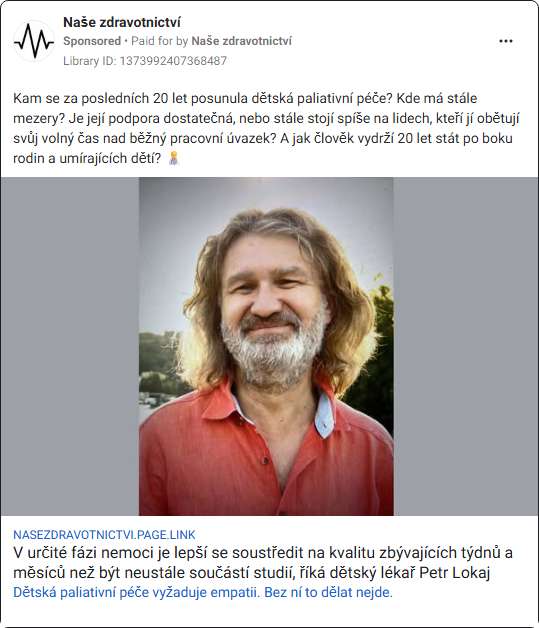 Naše zdravotnictví
Sponsored • Paid for by Naše zdravotnictví
Library ID: 1373992407368487
Kam se za posledních 20 let posunula dětská paliativní péče? Kde má stále
mezery? Je její podpora dostatečná, nebo stále stojí spíše na lidech, kteří jí obětují
svůj volný čas nad běžný pracovní úvazek? A jak člověk vydrží 20 let stát po boku
rodin a umírajících dětí?
NASEZDRAVOTNICTVI.PAGE.LINK
V určité fázi nemoci je lepší se soustředit na kvalitu zbývajících týdnů a
měsíců než být neustále součástí studií, říká dětský lékař Petr Lokaj
Dětská paliativní péče vyžaduje empatii. Bez ní to dělat nejde.